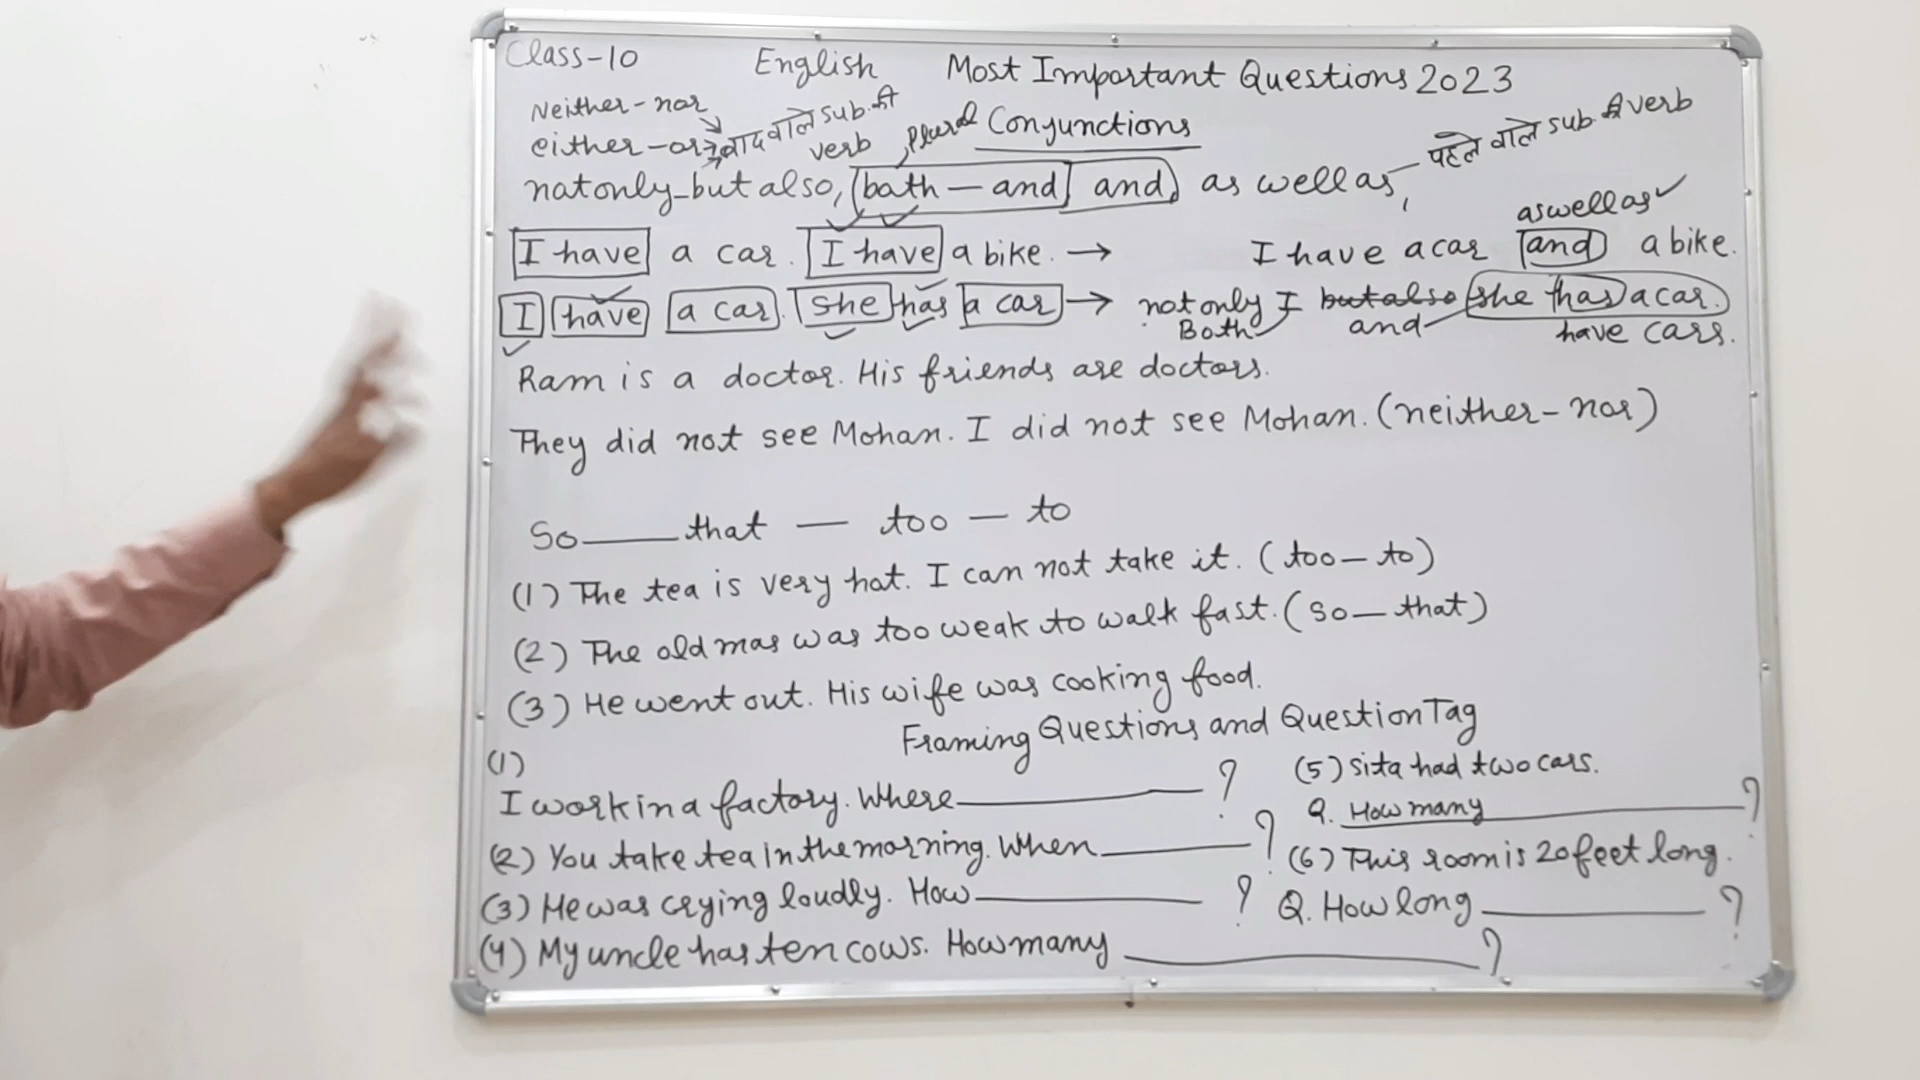 Class-10 English Most Important Questions 2023
Neither-nor
either-or बाद वाले sub. की verb , Plural Conjunctions पहले वाले sub. की verb
not only-but also, both — and and, as well as,
as well as
I have a car. I have a bike. → I have a car and a bike.
I have a car. She has a car → not only I but also she has a car.
Both and have cars.
Ram is a doctor. His friends are doctors.
They did not see Mohan. I did not see Mohan. (neither-nor)
So ——— that — too — to
(1) The tea is very hot. I can not take it. (too — to)
(2) The old mas was too weak to walk fast. (so — that)
(3) He went out. His wife was cooking food.
Framing Questions and Question Tag
(1)
I work in a factory. Where ——— ?
(2) You take tea in the morning. When ——— ?
(3) He was crying loudly. How ——— ?
(4) My uncle has ten cows. How many ——— ?
(5) Sita had two cars.
Q. How many ——— ?
(6) This room is 20 feet long.
Q. How long ——— ?